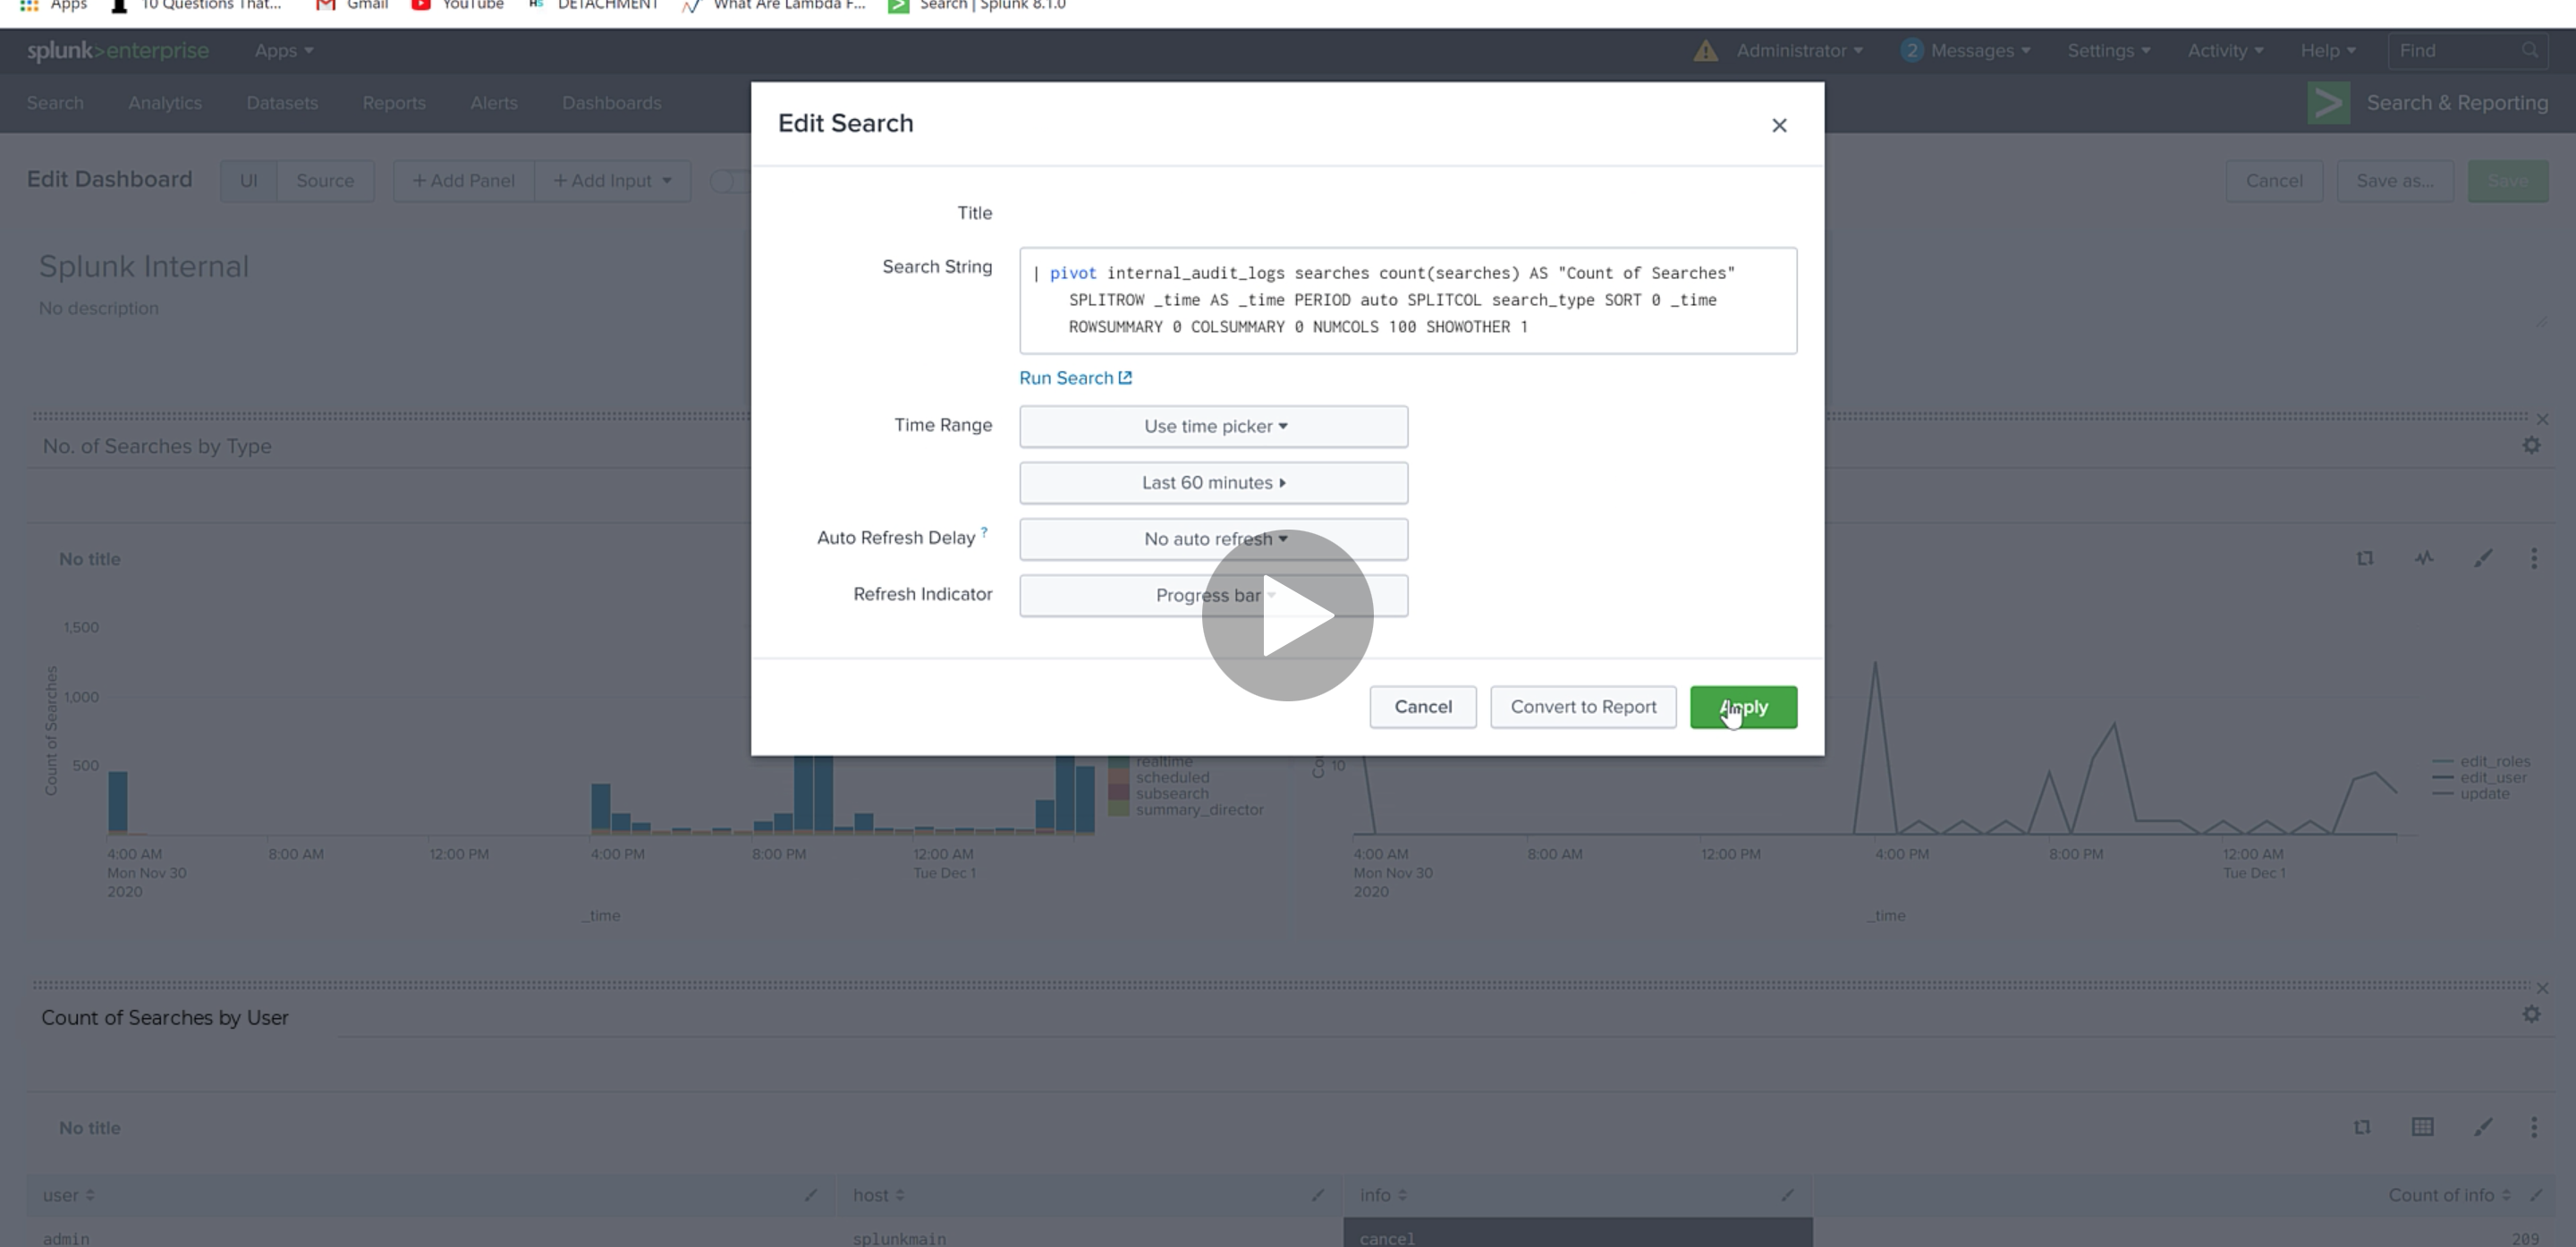 Apps 10 Questions That... Gmail YouTube DETACHMENT What Are Lambda F... Search | Splunk 8.1.0
splunk>enterprise Apps Administrator 2 Messages Settings Activity Help Find
Search Analytics Datasets Reports Alerts Dashboards Search & Reporting
Edit Dashboard UI Source + Add Panel + Add Input Cancel Save as... Save
Splunk Internal
No description
Edit Search
Title
Search String
| pivot internal_audit_logs searches count(searches) AS "Count of Searches"
SPLITROW _time AS _time PERIOD auto SPLITCOL search_type SORT 0 _time
ROWSUMMARY 0 COLSUMMARY 0 NUMCOLS 100 SHOWOTHER 1
Run Search
Time Range Use time picker
Last 60 minutes
Auto Refresh Delay ? No auto refresh
Refresh Indicator Progress bar
Cancel Convert to Report Apply
No. of Searches by Type
No title
Count of Searches
1,500
1,000
500
realtime
scheduled
subsearch
summary_director
4:00 AM 8:00 AM 12:00 PM 4:00 PM 8:00 PM 12:00 AM
Mon Nov 30 Tue Dec 1
2020
_time
10
edit_roles
edit_user
update
4:00 AM 8:00 AM 12:00 PM 4:00 PM 8:00 PM 12:00 AM
Mon Nov 30 Tue Dec 1
2020
_time
Count of Searches by User
No title
user host info Count of info
admin splunkmain cancel 209